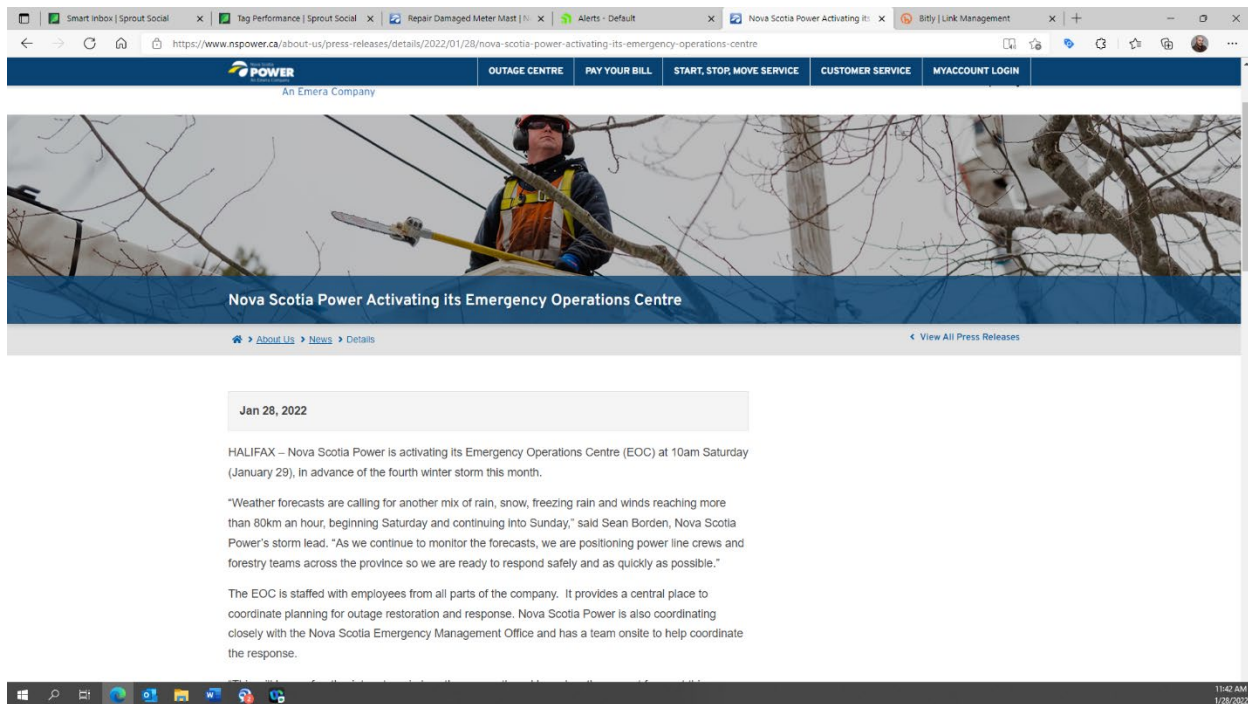 Smart Inbox | Sprout Social
Tag Performance | Sprout Social
Repair Damaged Meter Mast | N
Alerts - Default
Nova Scotia Power Activating its
Bitly | Link Management
https://www.nspower.ca/about-us/press-releases/details/2022/01/28/nova-scotia-power-activating-its-emergency-operations-centre
POWER
OUTAGE CENTRE
PAY YOUR BILL
START, STOP, MOVE SERVICE
CUSTOMER SERVICE
MYACCOUNT LOGIN
An Emera Company
Nova Scotia Power Activating its Emergency Operations Centre
> About Us > News > Details
< View All Press Releases
Jan 28, 2022
HALIFAX – Nova Scotia Power is activating its Emergency Operations Centre (EOC) at 10am Saturday
(January 29), in advance of the fourth winter storm this month.
“Weather forecasts are calling for another mix of rain, snow, freezing rain and winds reaching more
than 80km an hour, beginning Saturday and continuing into Sunday,” said Sean Borden, Nova Scotia
Power’s storm lead. “As we continue to monitor the forecasts, we are positioning power line crews and
forestry teams across the province so we are ready to respond safely and as quickly as possible.”
The EOC is staffed with employees from all parts of the company. It provides a central place to
coordinate planning for outage restoration and response. Nova Scotia Power is also coordinating
closely with the Nova Scotia Emergency Management Office and has a team onsite to help coordinate
the response.
11:42 AM
1/28/2022